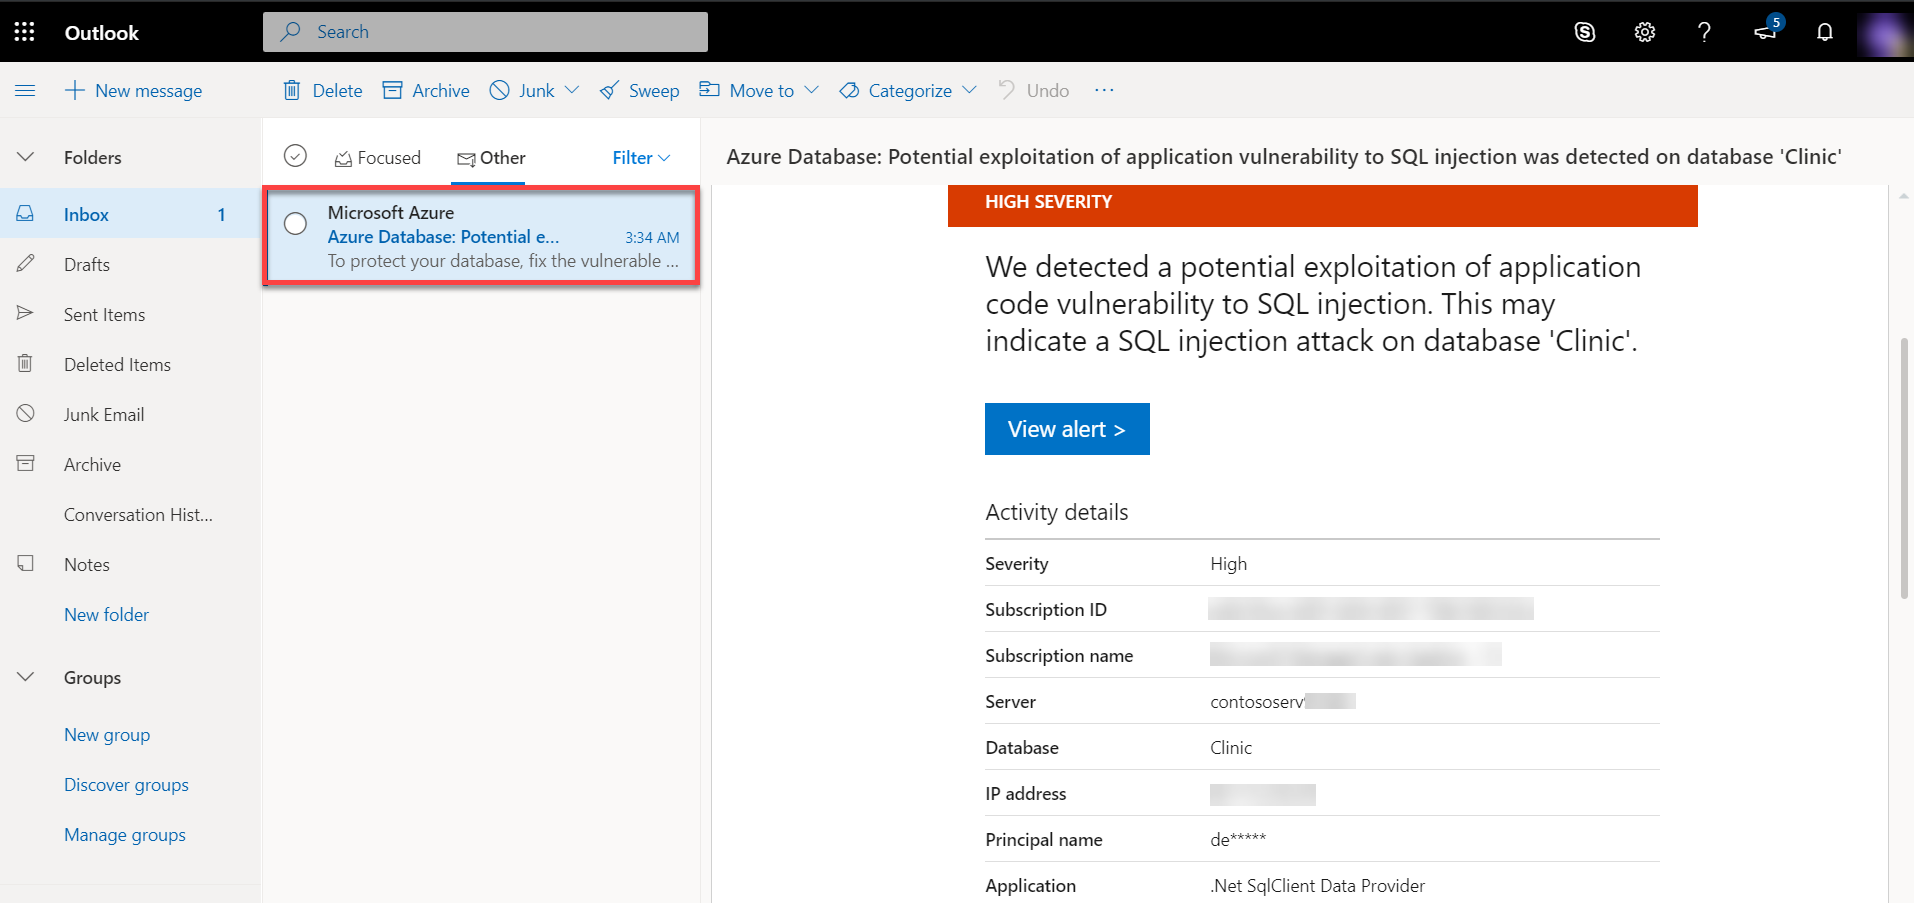 Outlook
Search
5
New message
Delete
Archive
Junk
Sweep
Move to
Categorize
Undo
...
Folders
Inbox 1
Drafts
Sent Items
Deleted Items
Junk Email
Archive
Conversation Hist...
Notes
New folder
Groups
New group
Discover groups
Manage groups
Focused
Other
Filter
Microsoft Azure
Azure Database: Potential e... 3:34 AM
To protect your database, fix the vulnerable ...
Azure Database: Potential exploitation of application vulnerability to SQL injection was detected on database 'Clinic'
HIGH SEVERITY
We detected a potential exploitation of application
code vulnerability to SQL injection. This may
indicate a SQL injection attack on database 'Clinic'.
View alert >
Activity details
Severity High
Subscription ID
Subscription name
Server contososerv
Database Clinic
IP address
Principal name de*****
Application .Net SqlClient Data Provider